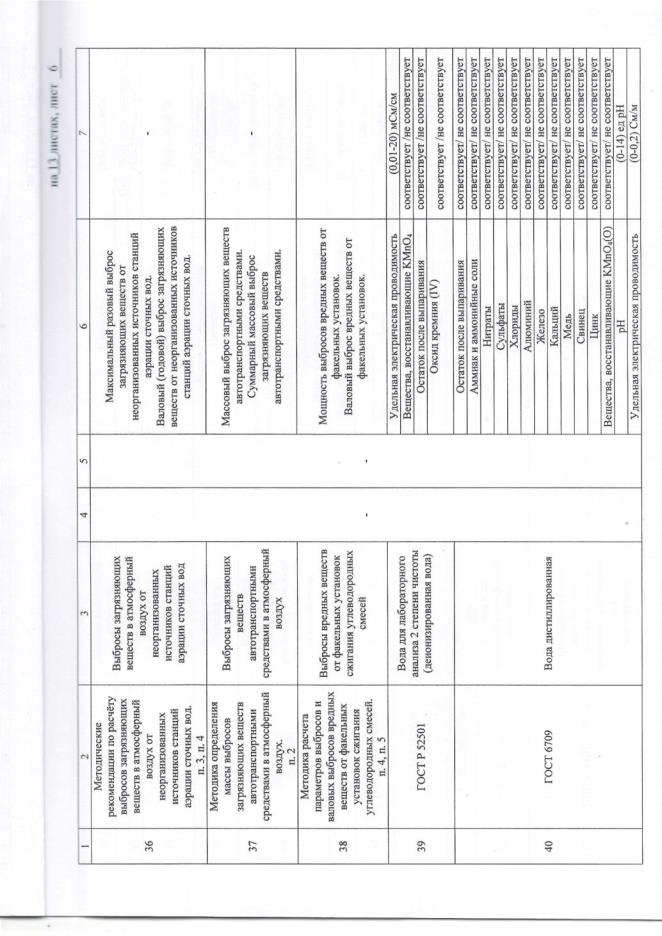 на 13 листах, лист 6
1
2
3
4
5
6
7
36
Методические
рекомендации по расчёту
выбросов загрязняющих
веществ в атмосферный
воздух от
неорганизованных
источников станций
аэрации сточных вод.
п. 3, п. 4
Выбросы загрязняющих
веществ в атмосферный
воздух от
неорганизованных
источников станций
аэрации сточных вод
Максимальный разовый выброс
загрязняющих веществ от
неорганизованных источников станций
аэрации сточных вод.
Валовый (годовой) выброс загрязняющих
веществ от неорганизованных источников
станций аэрации сточных вод.
-
37
Методика определения
массы выбросов
загрязняющих веществ
автотранспортными
средствами в атмосферный
воздух.
п. 2
Выбросы загрязняющих
веществ
автотранспортными
средствами в атмосферный
воздух
Массовый выброс загрязняющих веществ
автотранспортными средствами.
Суммарный массовый выброс
загрязняющих веществ
автотранспортными средствами.
-
38
Методика расчета
параметров выбросов и
валовых выбросов вредных
веществ от факельных
установок сжигания
углеводородных смесей.
п. 4, п. 5
Выбросы вредных веществ
от факельных установок
сжигания углеводородных
смесей
-
-
Мощность выбросов вредных веществ от
факельных установок.
Валовый выброс вредных веществ от
факельных установок.
-
39
ГОСТ Р 52501
Вода для лабораторного
анализа 2 степени чистоты
(деионизированная вода)
Удельная электрическая проводимость
(0,01-20) мСм/см
Вещества, восстанавливающие KMnO4
соответствует /не соответствует
Остаток после выпаривания
соответствует/ не соответствует
Оксид кремния (IV)
соответствует /не соответствует
40
ГОСТ 6709
Вода дистиллированная
Остаток после выпаривания
соответствует/ не соответствует
Аммиак и аммонийные соли
соответствует/ не соответствует
Нитраты
соответствует/ не соответствует
Сульфаты
соответствует/ не соответствует
Хлориды
соответствует/ не соответствует
Алюминий
соответствует/ не соответствует
Железо
соответствует/ не соответствует
Кальций
соответствует/ не соответствует
Медь
соответствует/ не соответствует
Свинец
соответствует/ не соответствует
Цинк
соответствует/ не соответствует
Вещества, восстанавливающие KMnO4(O)
соответствует/ не соответствует
pH
(0-14) ед pH
Удельная электрическая проводимость
(0-0,2) См/м